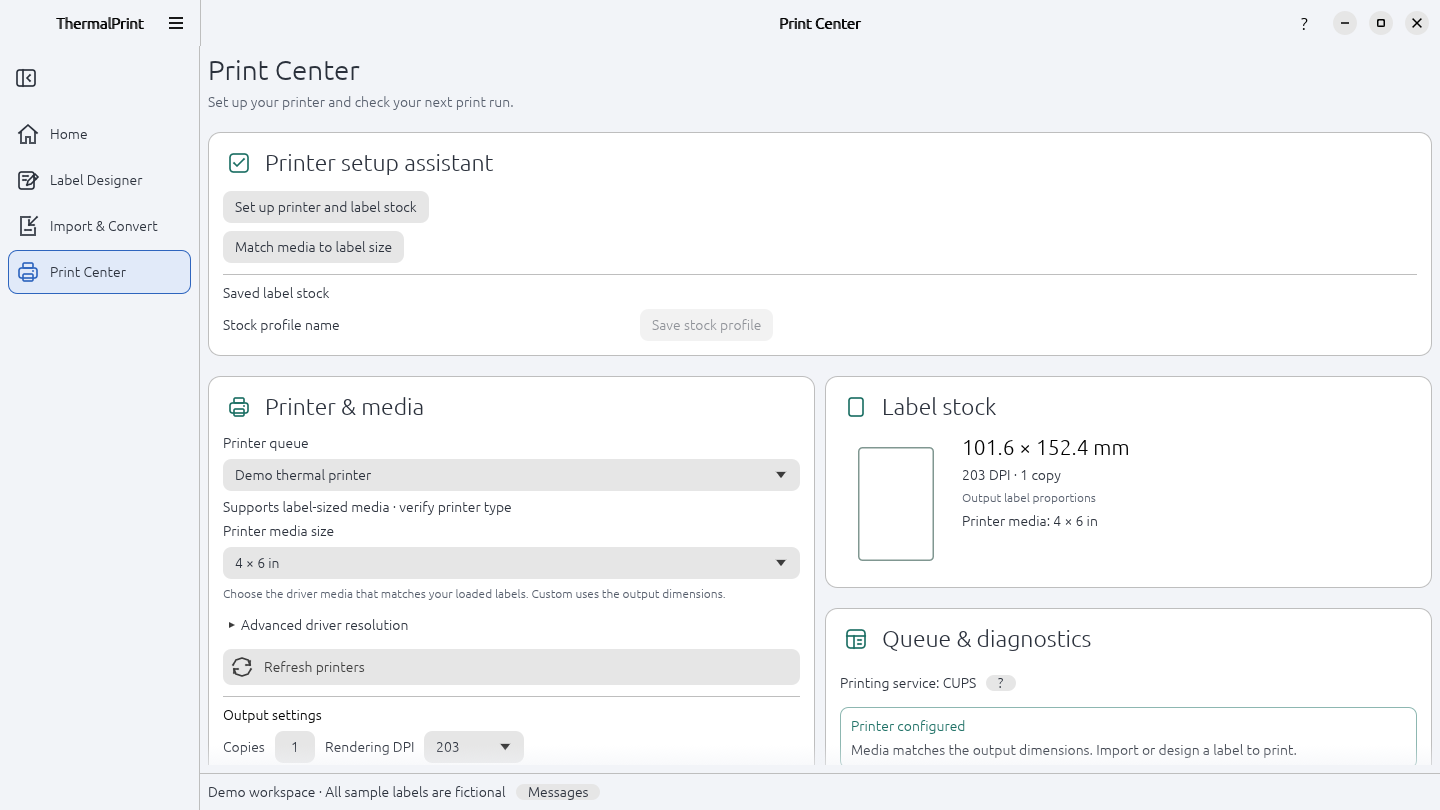 ThermalPrint
Print Center
?
Home
Label Designer
Import & Convert
Print Center
Print Center
Set up your printer and check your next print run.
Printer setup assistant
Set up printer and label stock
Match media to label size
Saved label stock
Stock profile name
Save stock profile
Printer & media
Printer queue
Demo thermal printer
Supports label-sized media · verify printer type
Printer media size
4 × 6 in
Choose the driver media that matches your loaded labels. Custom uses the output dimensions.
Advanced driver resolution
Refresh printers
Output settings
Copies 1 Rendering DPI 203
Label stock
101.6 × 152.4 mm
203 DPI · 1 copy
Output label proportions
Printer media: 4 × 6 in
Queue & diagnostics
Printing service: CUPS ?
Printer configured
Media matches the output dimensions. Import or design a label to print.
Demo workspace · All sample labels are fictional Messages